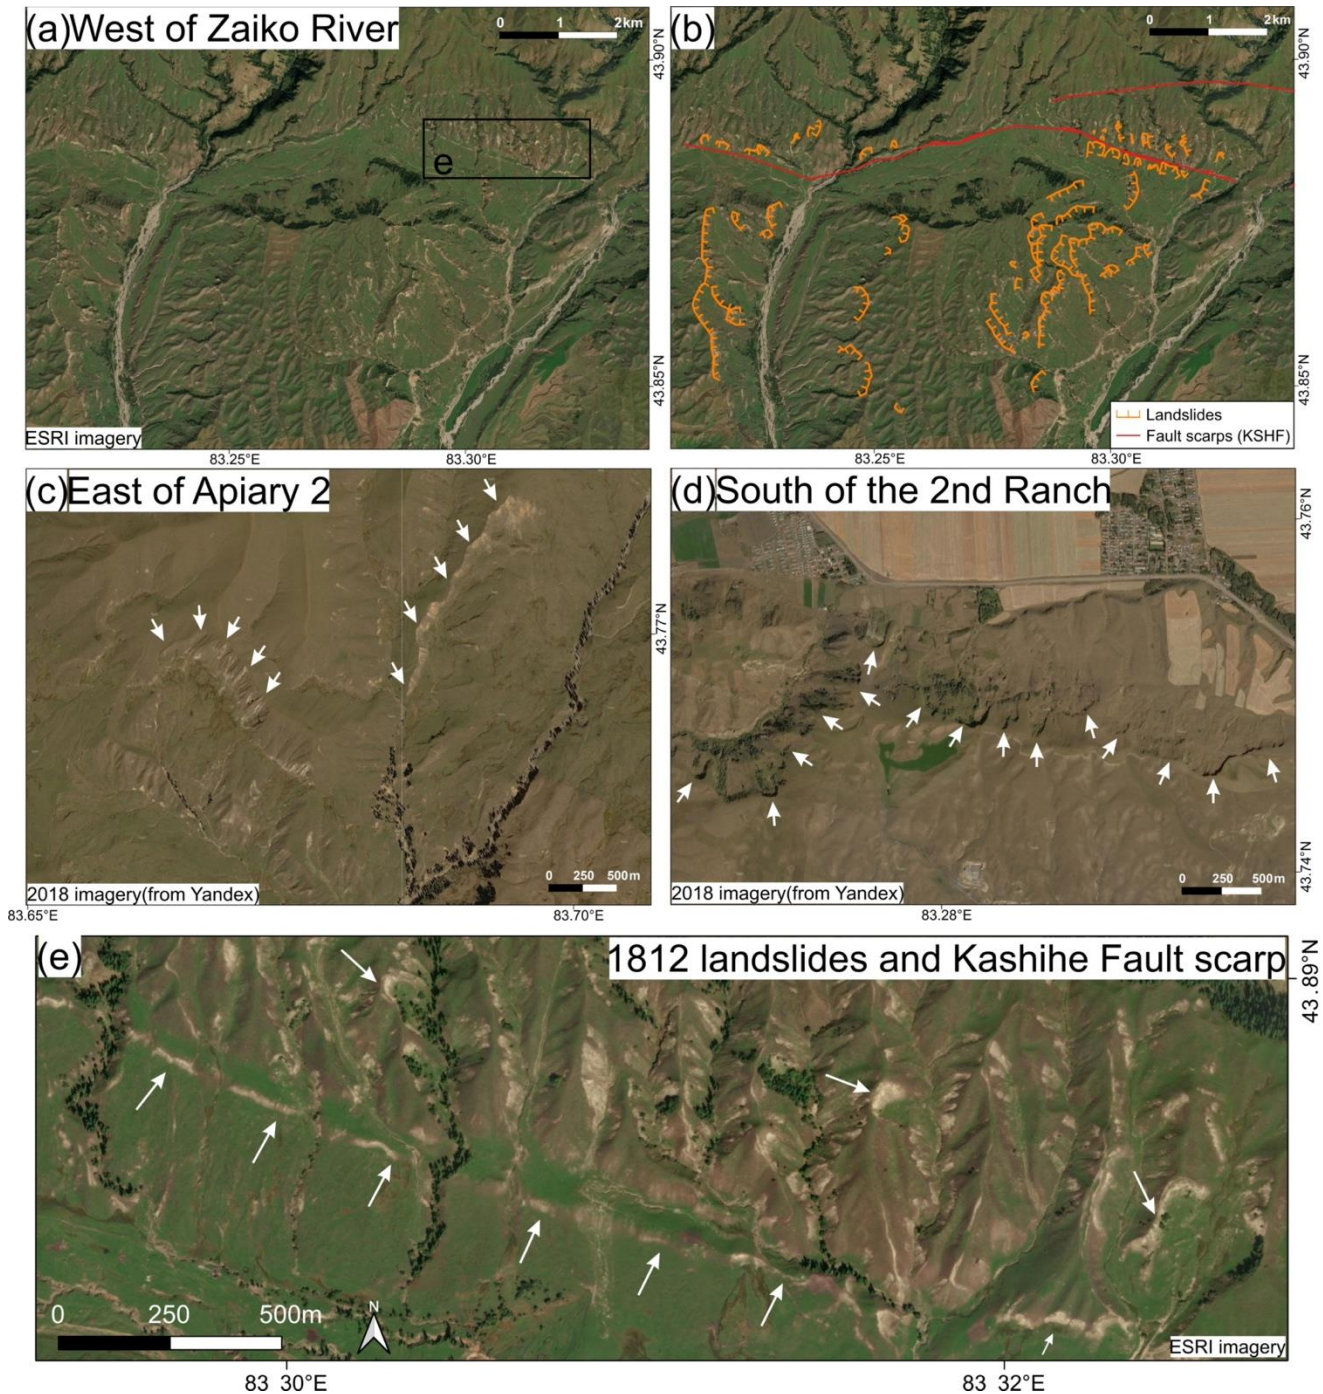 (a)West of Zaiko River
0 1 2km
e
ESRI imagery
83.25°E 83.30°E
43.90°N
43.85°N
(b)
0 1 2km
Landslides
Fault scarps (KSHF)
83.25°E 83.30°E
43.90°N
43.85°N
(c)East of Apiary 2
2018 imagery(from Yandex)
0 250 500m
83.65°E 83.70°E
43.77°N
(d)South of the 2nd Ranch
2018 imagery(from Yandex)
0 250 500m
83.28°E
43.76°N
43.74°N
(e)
1812 landslides and Kashihe Fault scarp
0 250 500m
N
ESRI imagery
83 30°E 83 32°E
43.89°N